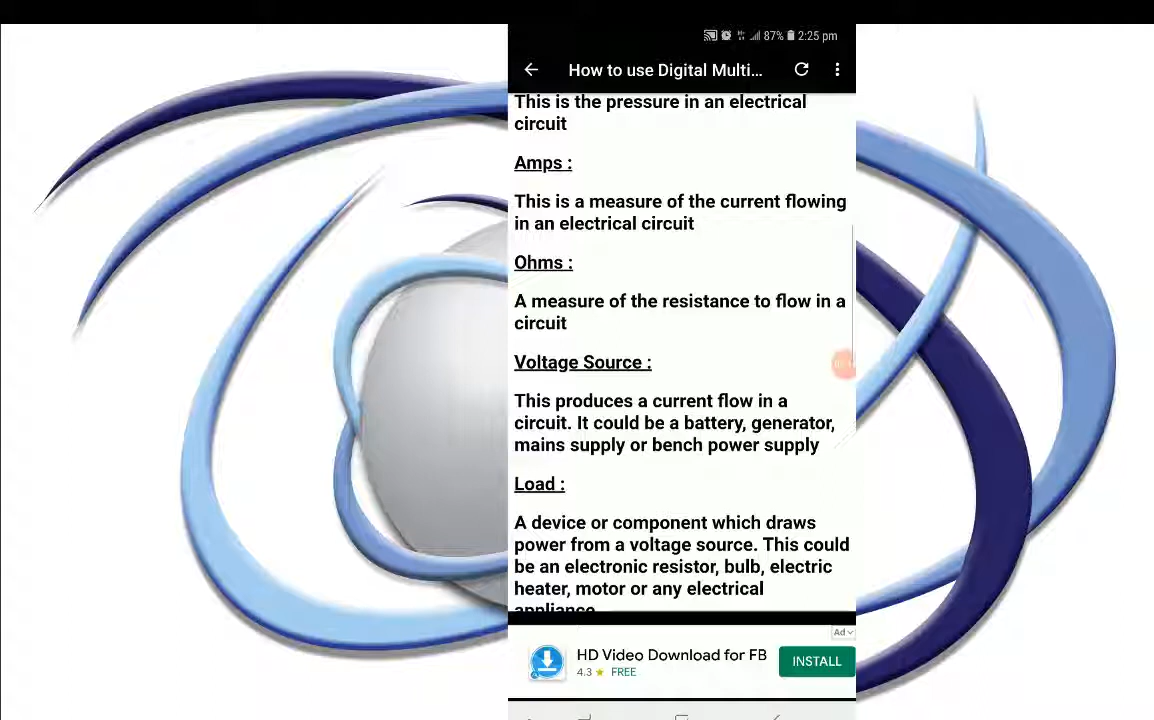 87% 2:25 pm
How to use Digital Multi...
This is the pressure in an electrical
circuit
Amps :
This is a measure of the current flowing
in an electrical circuit
Ohms :
A measure of the resistance to flow in a
circuit
Voltage Source :
This produces a current flow in a
circuit. It could be a battery, generator,
mains supply or bench power supply
Load :
A device or component which draws
power from a voltage source. This could
be an electronic resistor, bulb, electric
heater, motor or any electrical
appliance
Ad
HD Video Download for FB
4.3 ★ FREE
INSTALL